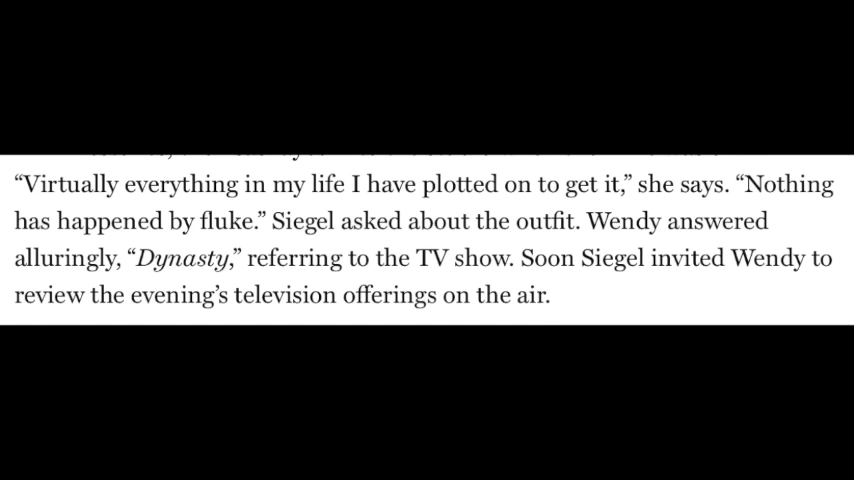 “Virtually everything in my life I have plotted on to get it,” she says. “Nothing
has happened by fluke.” Siegel asked about the outfit. Wendy answered
alluringly, “Dynasty,” referring to the TV show. Soon Siegel invited Wendy to
review the evening’s television offerings on the air.